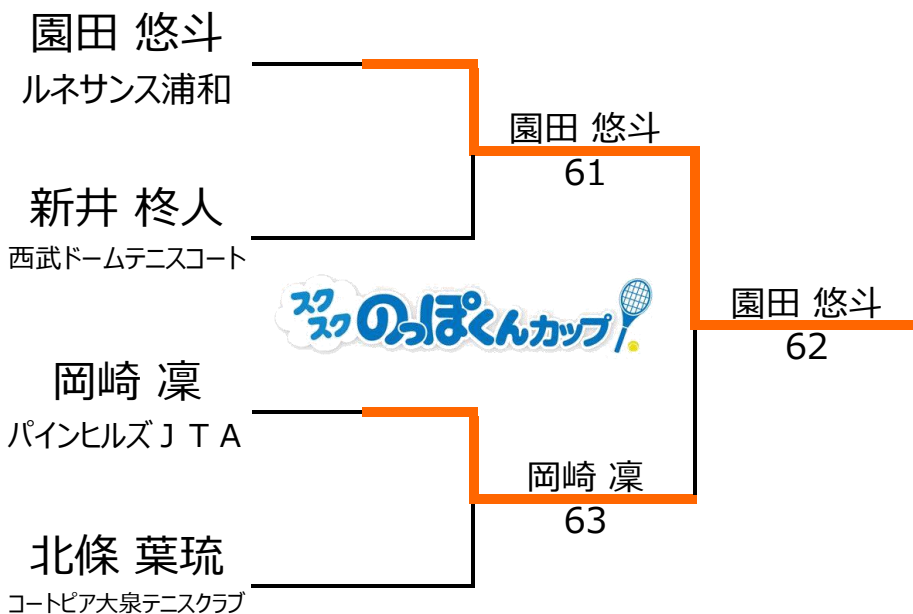 園田 悠斗
ルネサンス浦和
園田 悠斗
61
新井 柊人
西武ドームテニスコート
スク
スク のっぽくんカップ
園田 悠斗
62
岡崎 凜
パインヒルズJTA
岡崎 凜
63
北條 葉琉
コートピア大泉テニスクラブ